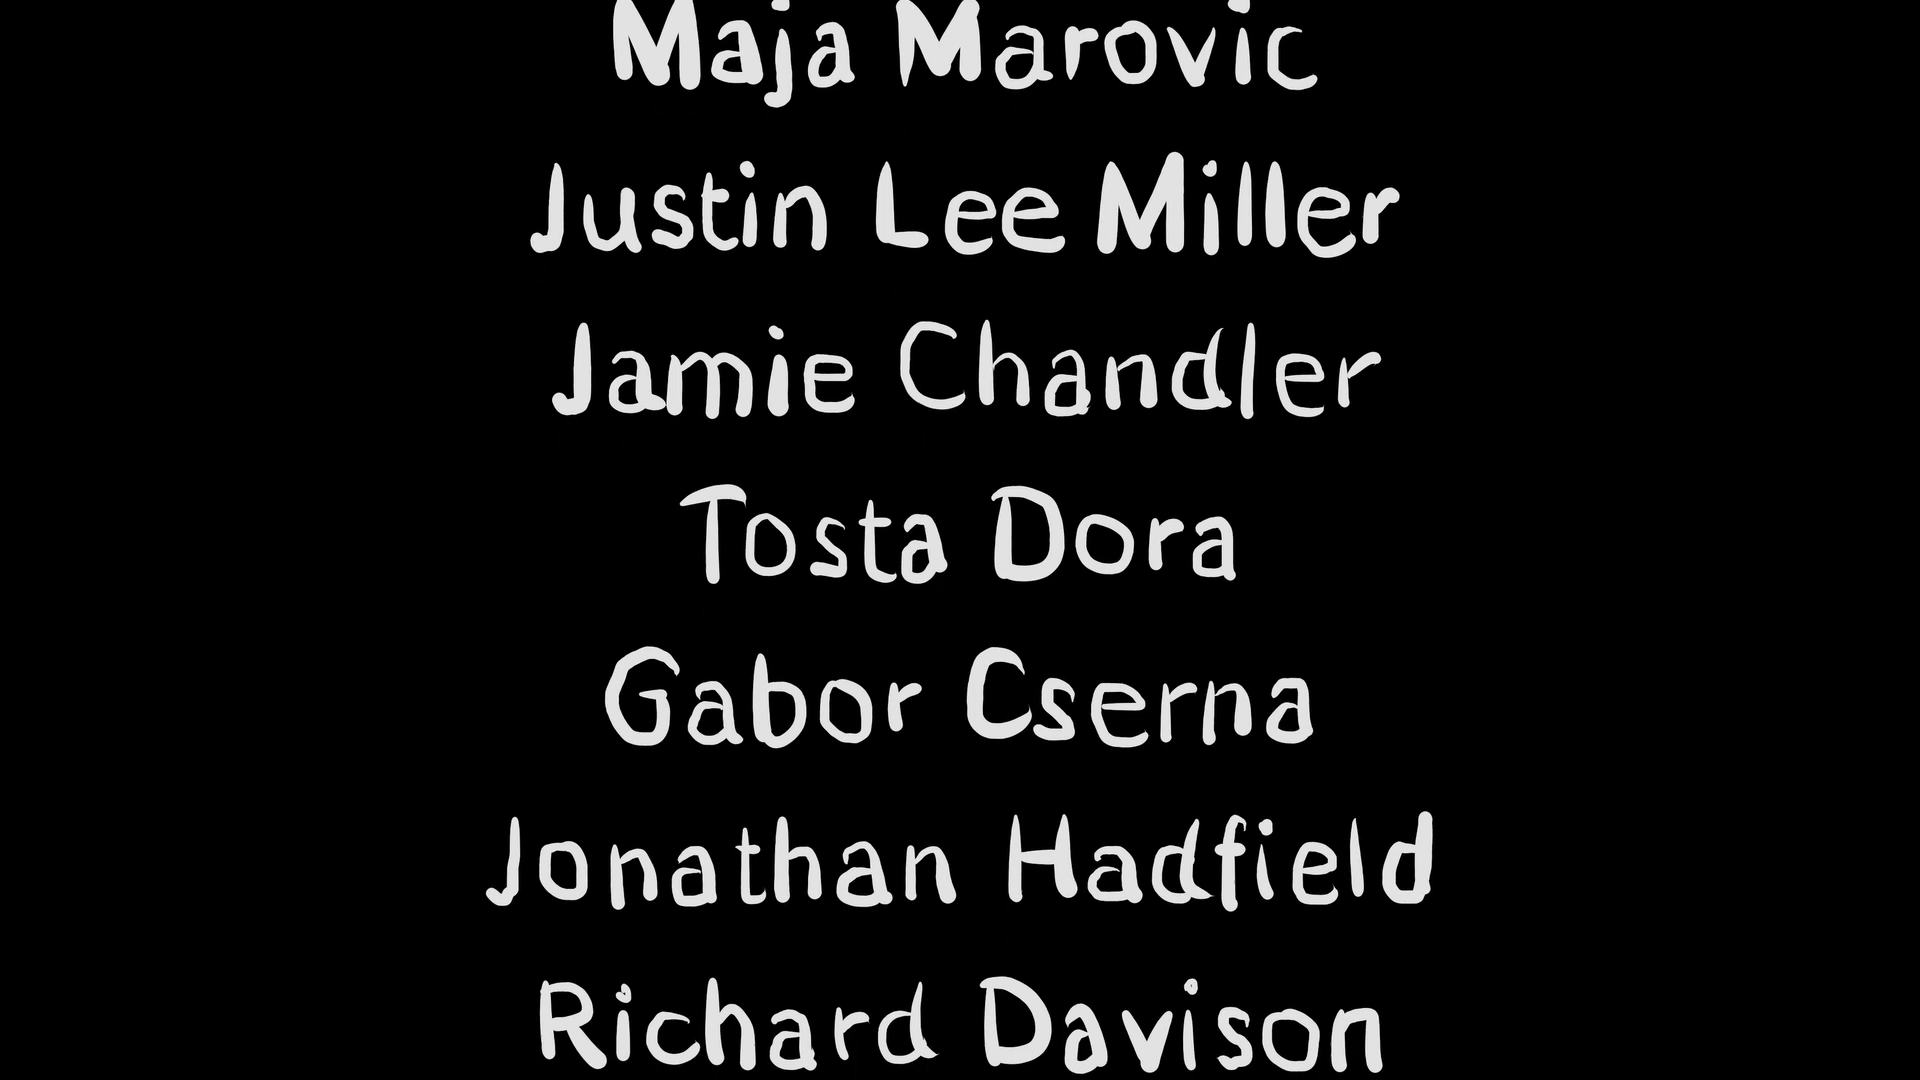 Maja Marovic
Justin Lee Miller
Jamie Chandler
Tosta Dora
Gabor Cserna
Jonathan Hadfield
Richard Davison